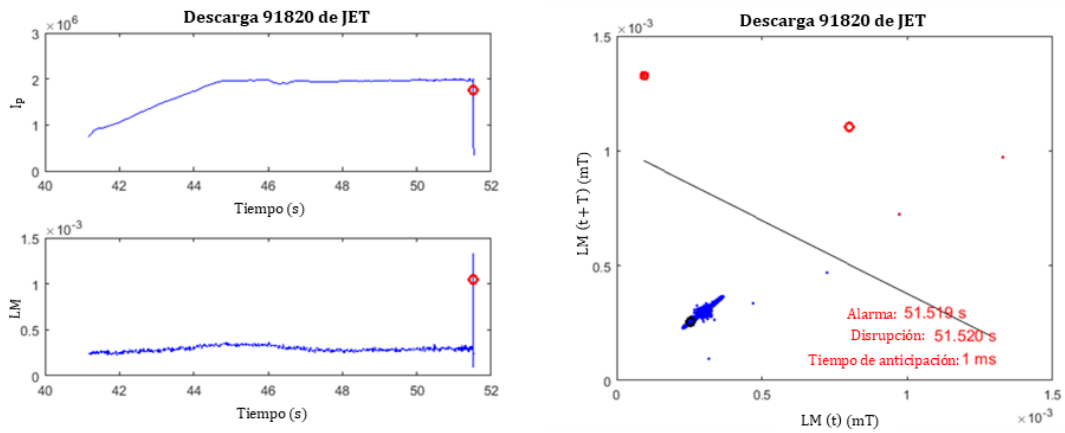 Descarga 91820 de JET
×10⁶
3
2
1
0
I_p
40 42 44 46 48 50 52
Tiempo (s)
×10⁻³
1.5
1
0.5
0
LM
40 42 44 46 48 50 52
Tiempo (s)
Descarga 91820 de JET
×10⁻³
1.5
1
0.5
0
LM (t+T) (mT)
Alarma: 51.519 s
Disrupción: 51.520 s
Tiempo de anticipación: 1 ms
0 0.5 1 1.5
×10⁻³
LM (t) (mT)